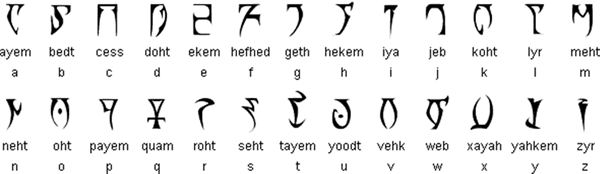 ayem bedt cess doht ekem hefhed geth hekem iya jeb koht lyr meht
a b c d e f g h i j k l m
neht oht payem quam roht seht tayem yoodt vehk web xayah yahkem zyr
n o p q r s t u v w x y z